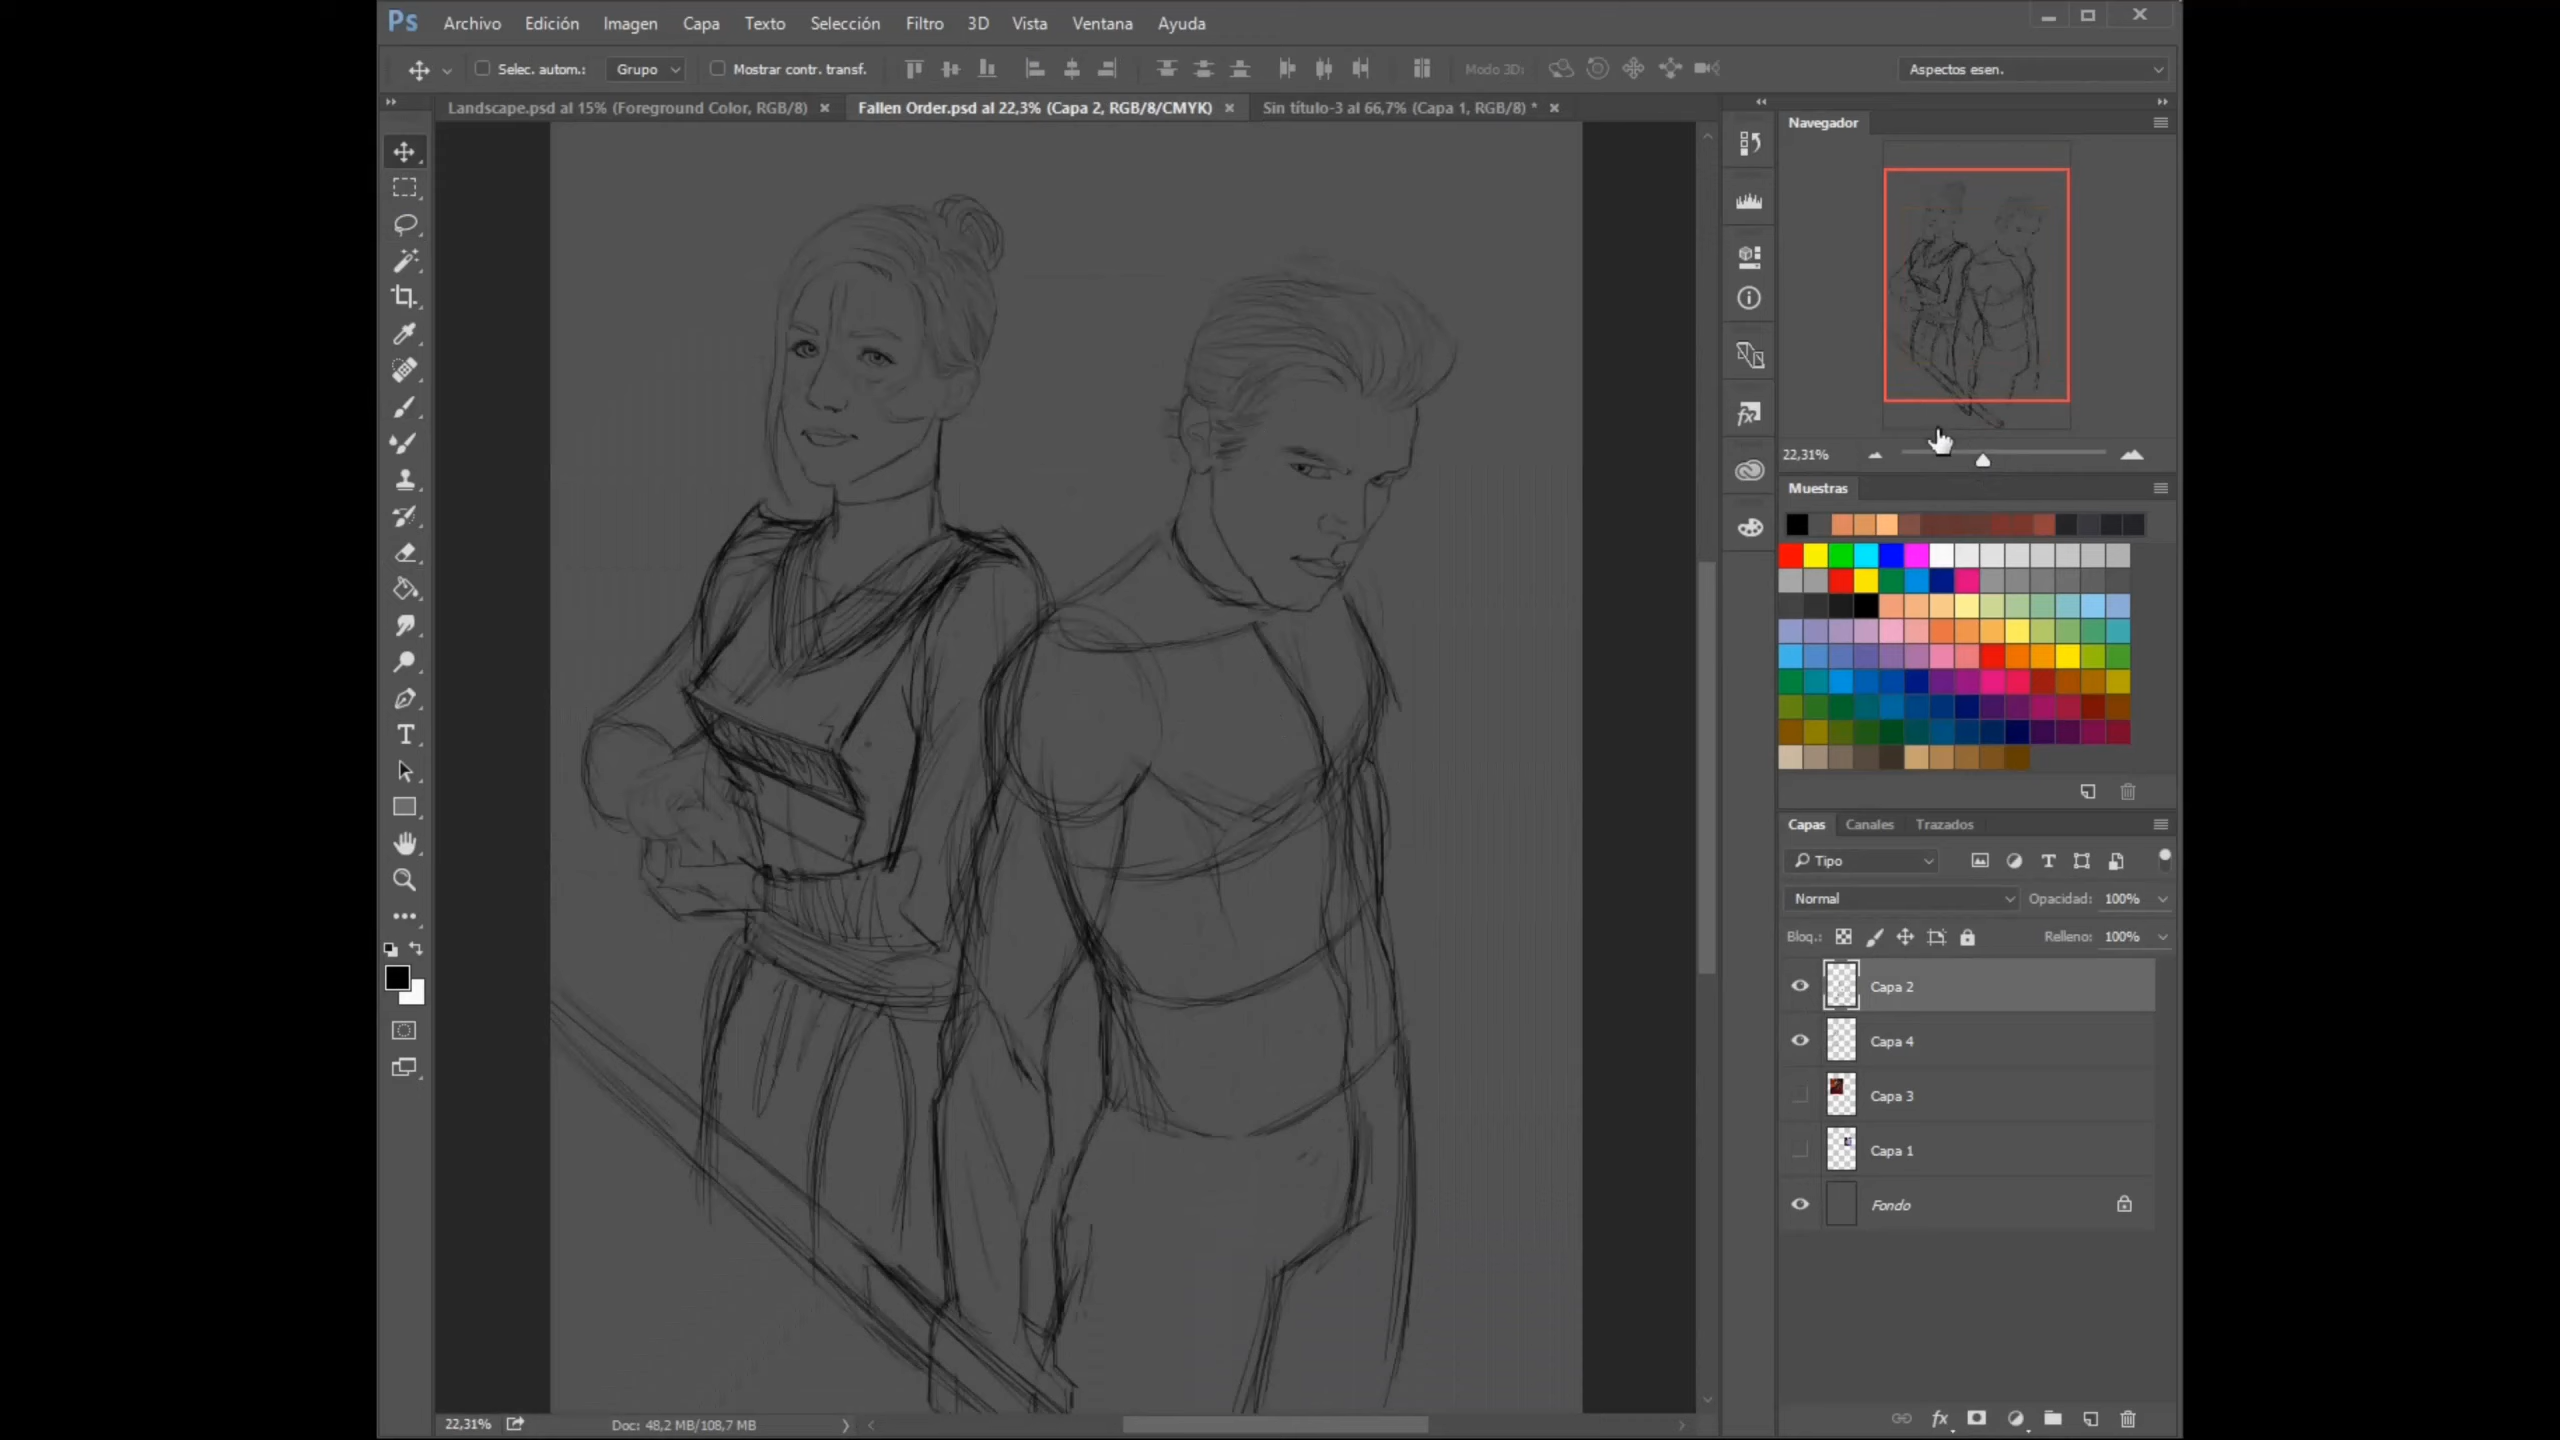 Ps Archivo Edición Imagen Capa Texto Selección Filtro 3D Vista Ventana Ayuda
Selec. autom.: Grupo Mostrar contr. transf. Modo 3D: Aspectos esen.
Landscape.psd al 15% (Foreground Color, RGB/8) Fallen Order.psd al 22,3% (Capa 2, RGB/8/CMYK) Sin título-3 al 66,7% (Capa 1, RGB/8) *
Navegador
22,31%
Muestras
Capas Canales Trazados
Tipo
Normal Opacidad: 100%
Bloq.: Relleno: 100%
Capa 2
Capa 4
Capa 3
Capa 1
Fondo
22,31% Doc: 48,2 MB/108,7 MB